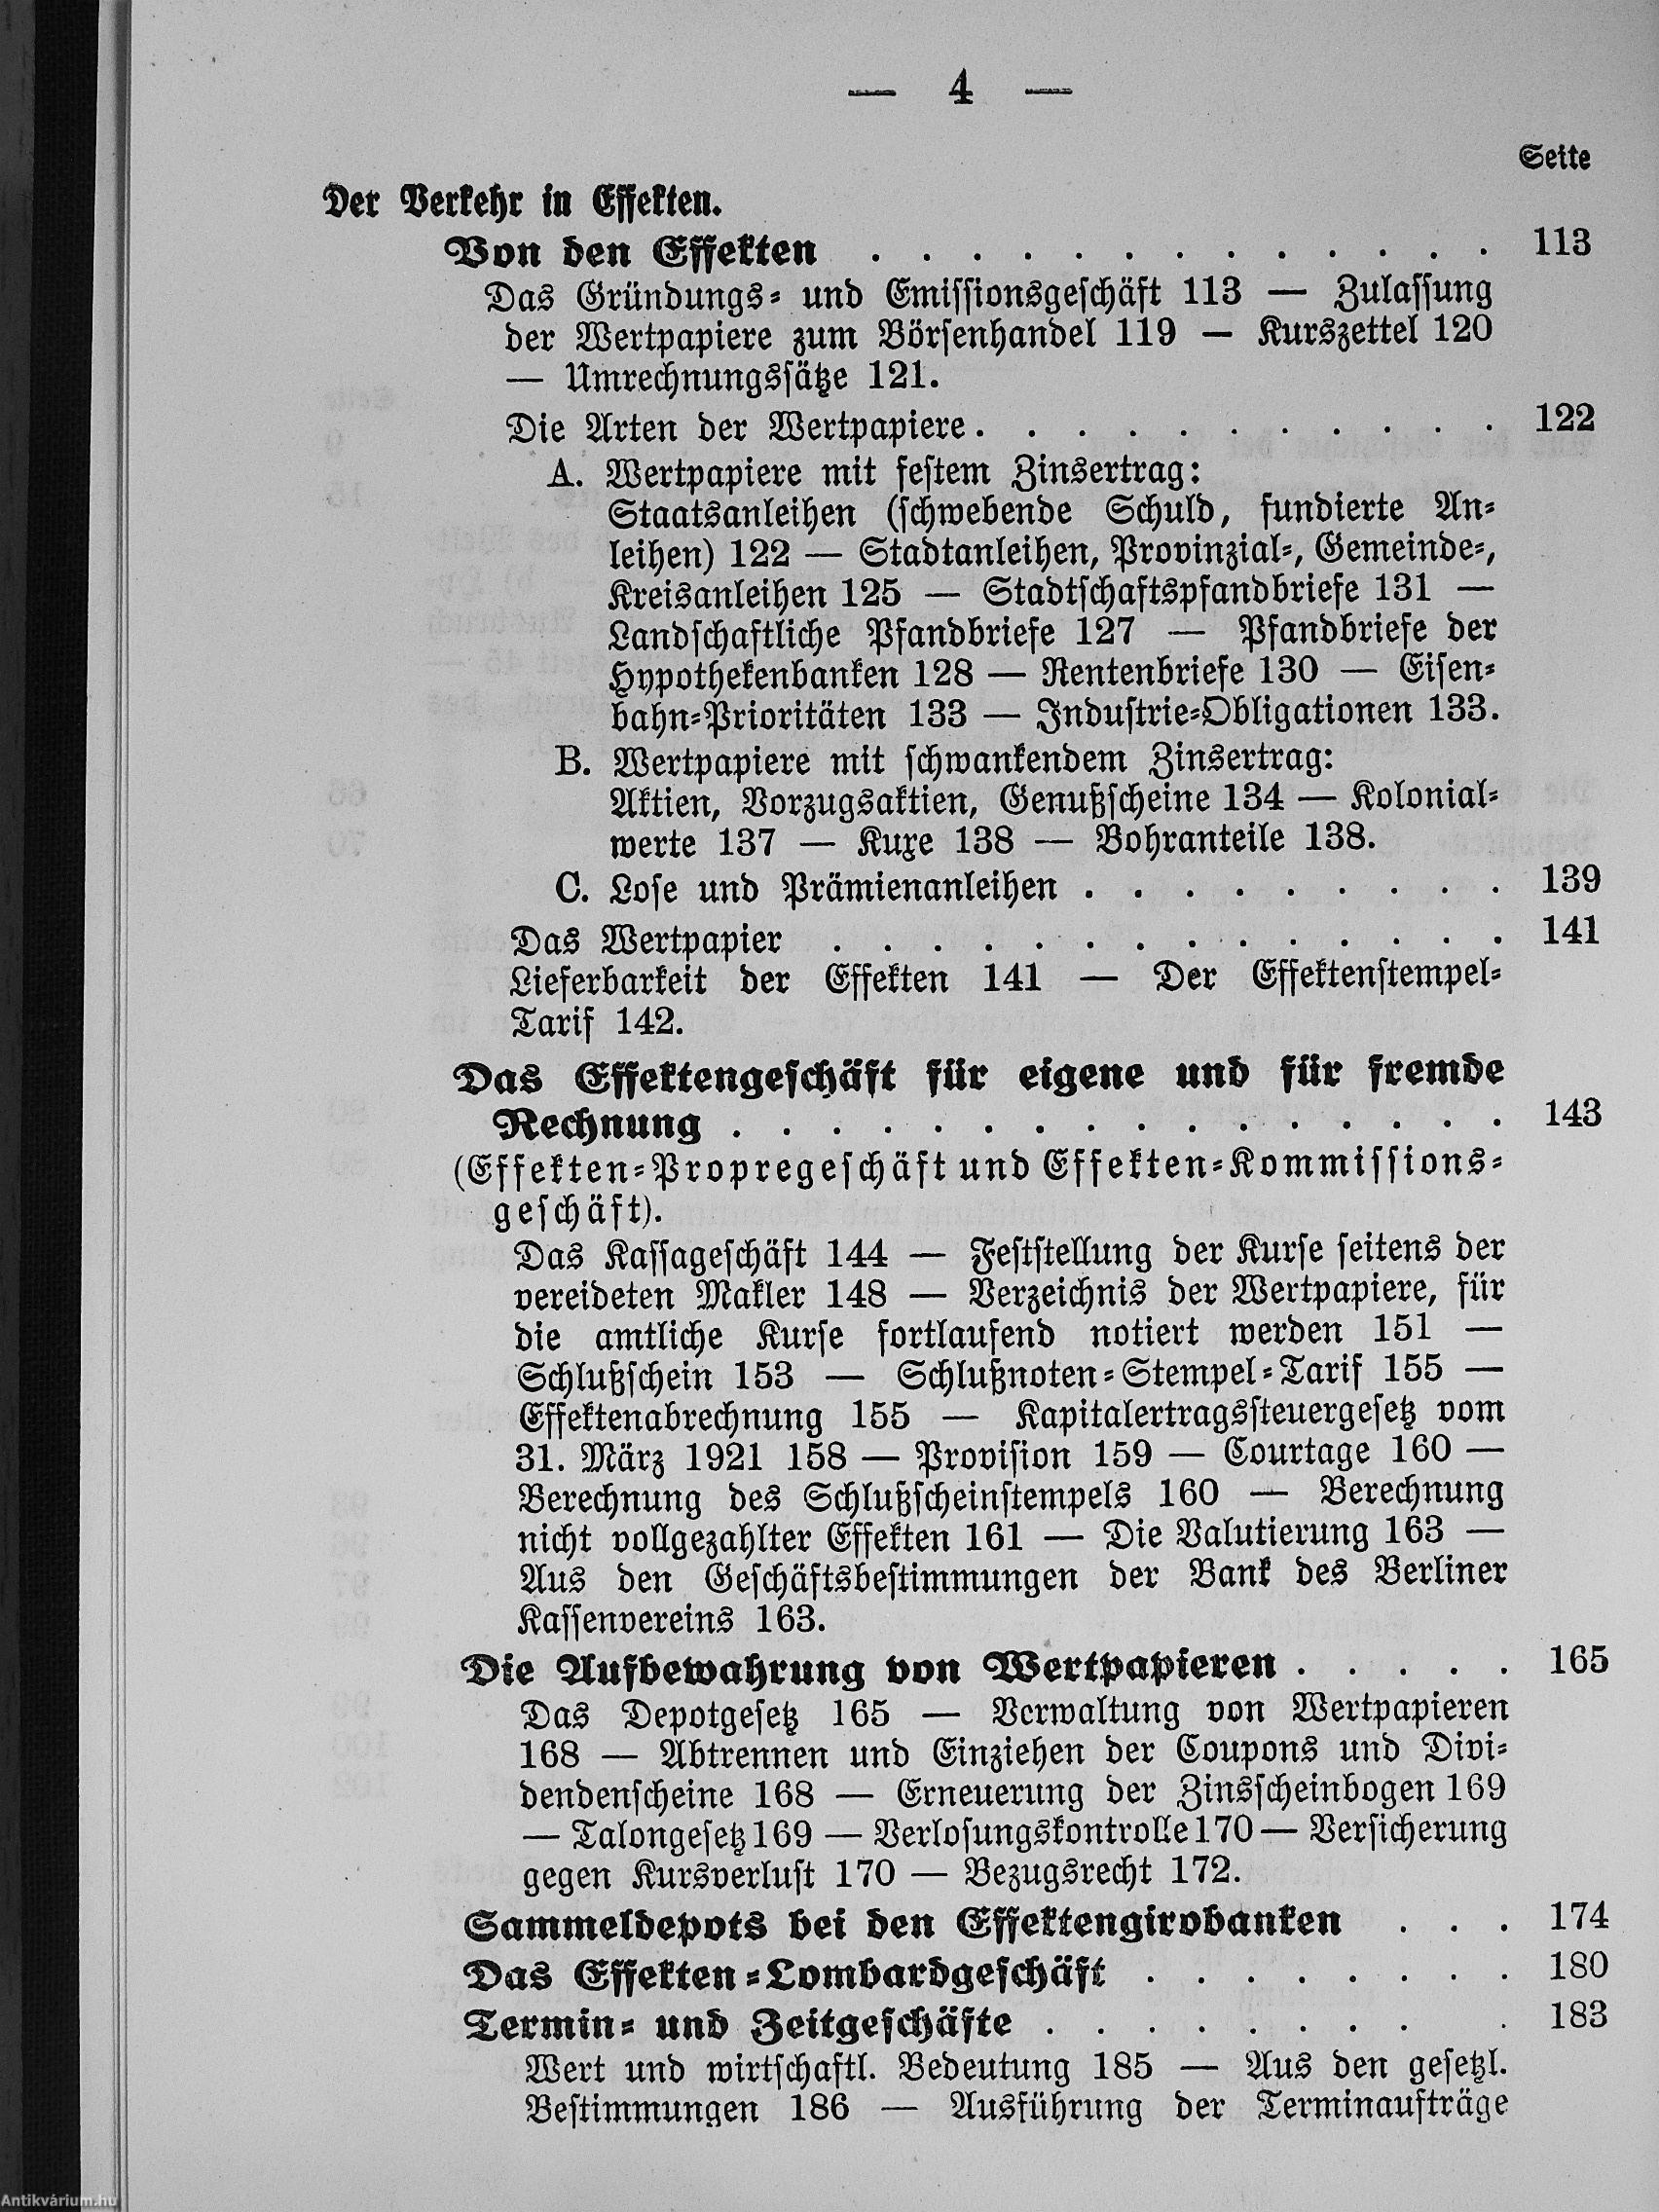 — 4 —
Seite
Der Verkehr in Effekten.
Von den Effekten . . . . . . . . . . . . . 113
Das Gründungs- und Emissionsgeschäft 113 — Zulassung
der Wertpapiere zum Börsenhandel 119 — Kurszettel 120
— Umrechnungssätze 121.
Die Arten der Wertpapiere . . . . . . . . . . . 122
A. Wertpapiere mit festem Zinsertrag:
Staatsanleihen (schwebende Schuld, fundierte An-
leihen) 122 — Stadtanleihen, Provinzial-, Gemeinde-,
Kreisanleihen 125 — Stadtschaftspfandbriefe 131 —
Landschaftliche Pfandbriefe 127 — Pfandbriefe der
Hypothekenbanken 128 — Rentenbriefe 130 — Eisen-
bahn-Prioritäten 133 — Industrie-Obligationen 133.
B. Wertpapiere mit schwankendem Zinsertrag:
Aktien, Vorzugsaktien, Genußscheine 134 — Kolonial-
werte 137 — Kuxe 138 — Bohranteile 138.
C. Lose und Prämienanleihen . . . . . . . . . 139
Das Wertpapier . . . . . . . . . . . . . . 141
Lieferbarkeit der Effekten 141 — Der Effektenstempel-
Tarif 142.
Das Effektengeschäft für eigene und für fremde
Rechnung . . . . . . . . . . . . . . . . 143
(Effekten-Propregeschäft und Effekten-Kommissions-
geschäft).
Das Kassageschäft 144 — Feststellung der Kurse seitens der
vereideten Makler 148 — Verzeichnis der Wertpapiere, für
die amtliche Kurse fortlaufend notiert werden 151 —
Schlußschein 153 — Schlußnoten-Stempel-Tarif 155 —
Effektenabrechnung 155 — Kapitalertragssteuergesetz vom
31. März 1921 158 — Provision 159 — Courtage 160 —
Berechnung des Schlußscheinstempels 160 — Berechnung
nicht vollgezahlter Effekten 161 — Die Valutierung 163 —
Aus den Geschäftsbestimmungen der Bank des Berliner
Kassenvereins 163.
Die Aufbewahrung von Wertpapieren . . . . . 165
Das Depotgesetz 165 — Verwaltung von Wertpapieren
168 — Abtrennen und Einziehen der Coupons und Divi-
dendenscheine 168 — Erneuerung der Zinsscheinbogen 169
— Talongesetz 169 — Verlosungskontrolle 170 — Versicherung
gegen Kursverlust 170 — Bezugsrecht 172.
Sammeldepots bei den Effektengirobanken . . . 174
Das Effekten-Lombardgeschäft . . . . . . . . 180
Termin- und Zeitgeschäfte . . . . . . . . . 183
Wert und wirtschaftl. Bedeutung 185 — Aus den gesetzl.
Bestimmungen 186 — Ausführung der Terminaufträge
Antikvárium.hu